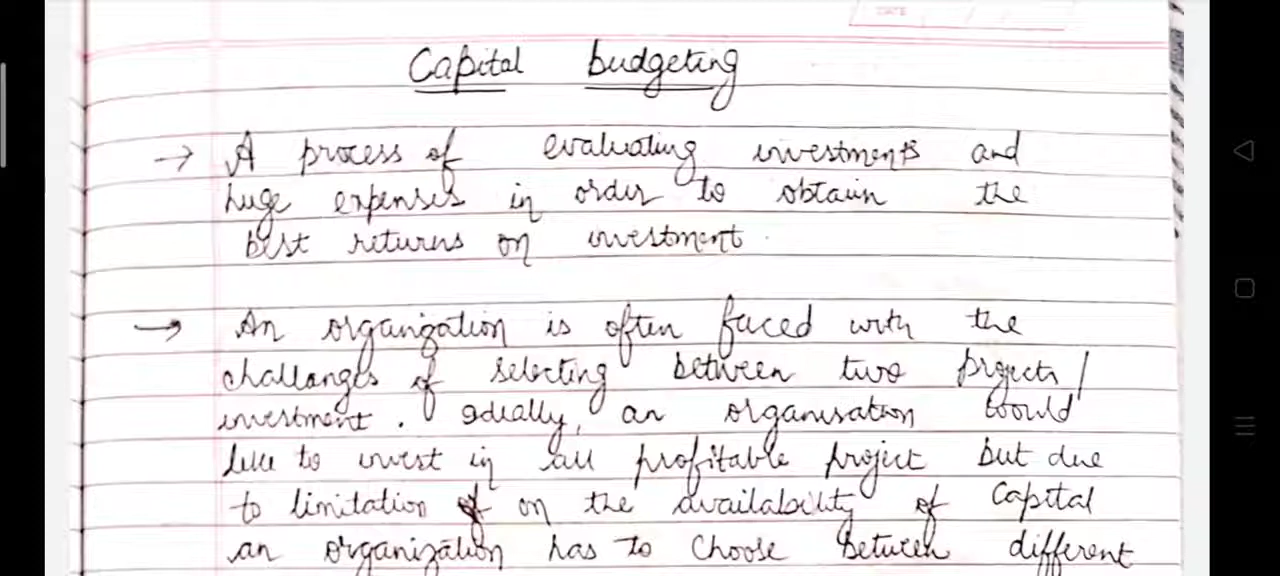 DATE
Capital budgeting
→ A process of evaluating investments and
huge expenses in order to obtain the
best returns on investment.
→ An organization is often faced with the
challanges of selecting between two projects/
investment. Ideally, an organisation would
like to invest in all profitable project but due
to limitation on the availability of Capital
an organization has to choose between different